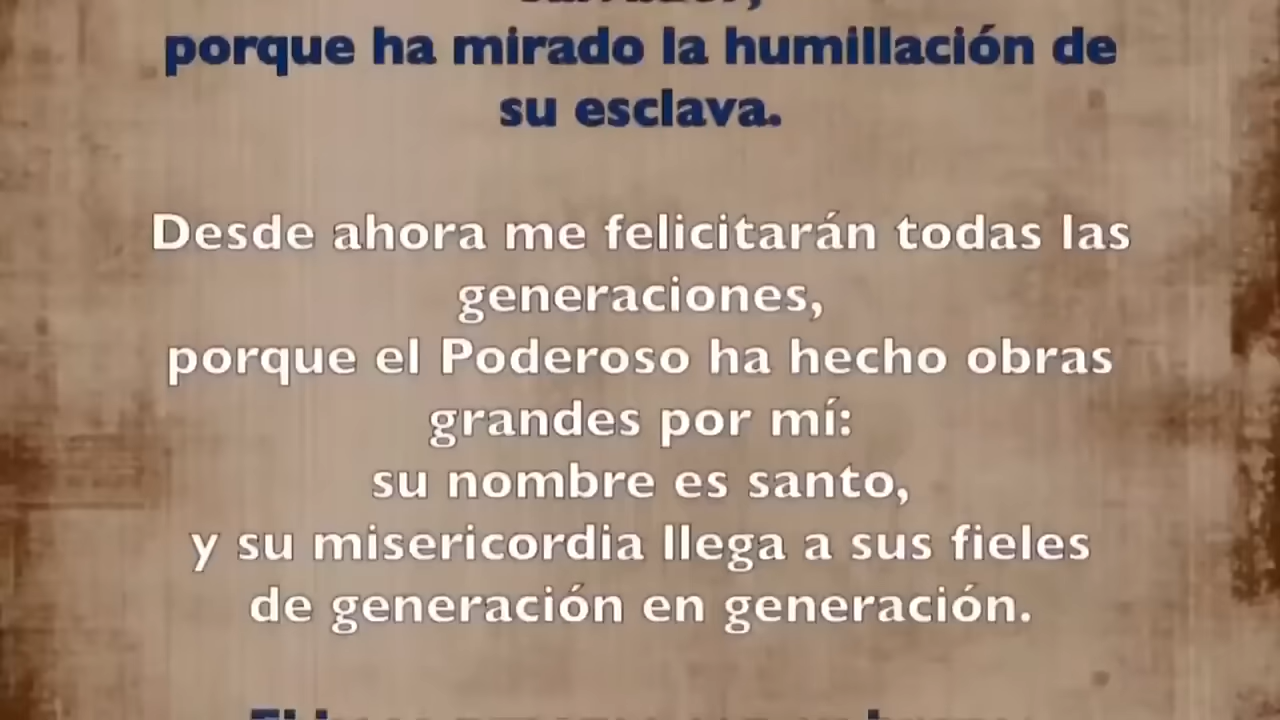 porque ha mirado la humillación de
su esclava.
Desde ahora me felicitarán todas las
generaciones,
porque el Poderoso ha hecho obras
grandes por mí:
su nombre es santo,
y su misericordia llega a sus fieles
de generación en generación.